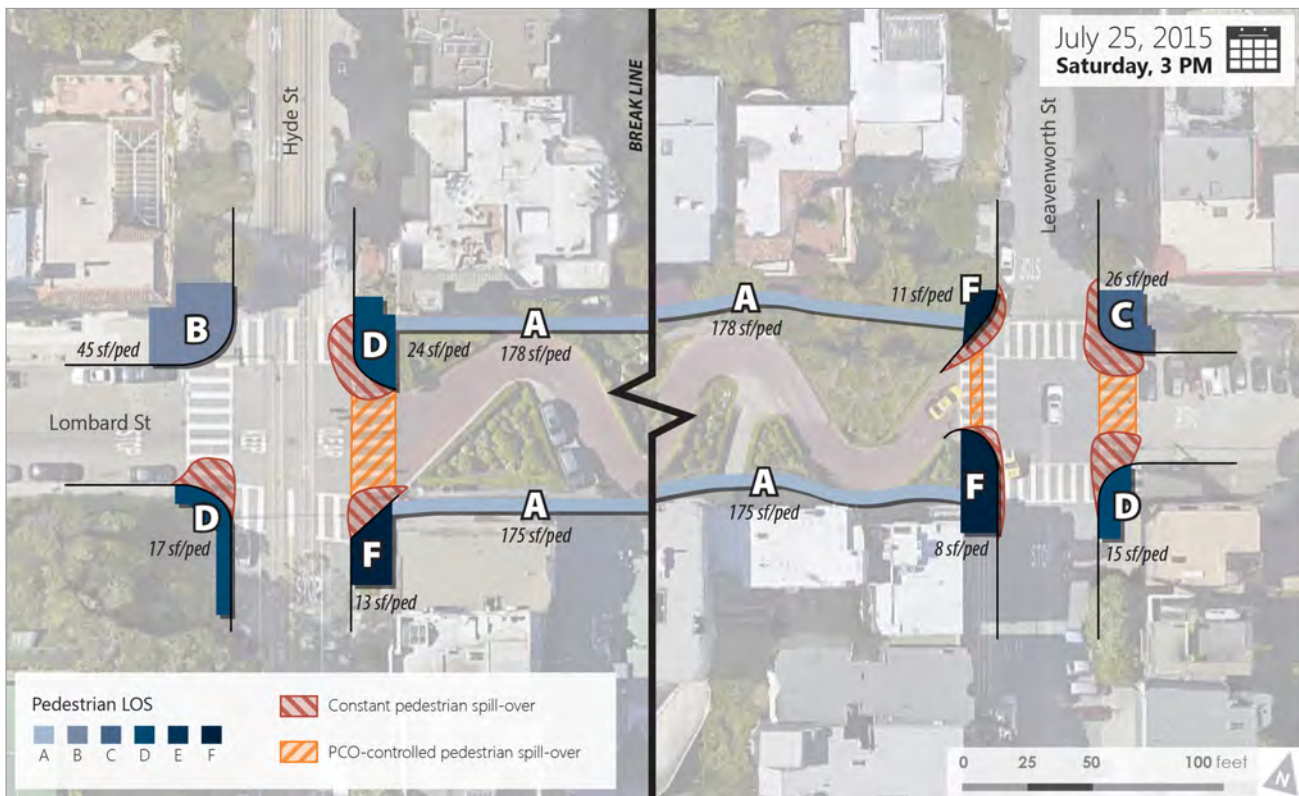 July 25, 2015
Saturday, 3 PM
Hyde St
BREAK LINE
Leavenworth St
B
45 sf/ped
D
24 sf/ped
A
178 sf/ped
A
178 sf/ped
11 sf/ped
F
26 sf/ped
C
Lombard St
D
17 sf/ped
F
13 sf/ped
A
175 sf/ped
A
175 sf/ped
F
8 sf/ped
D
15 sf/ped
STOP
Pedestrian LOS
A B C D E F
Constant pedestrian spill-over
PCO-controlled pedestrian spill-over
0 25 50 100 feet
N